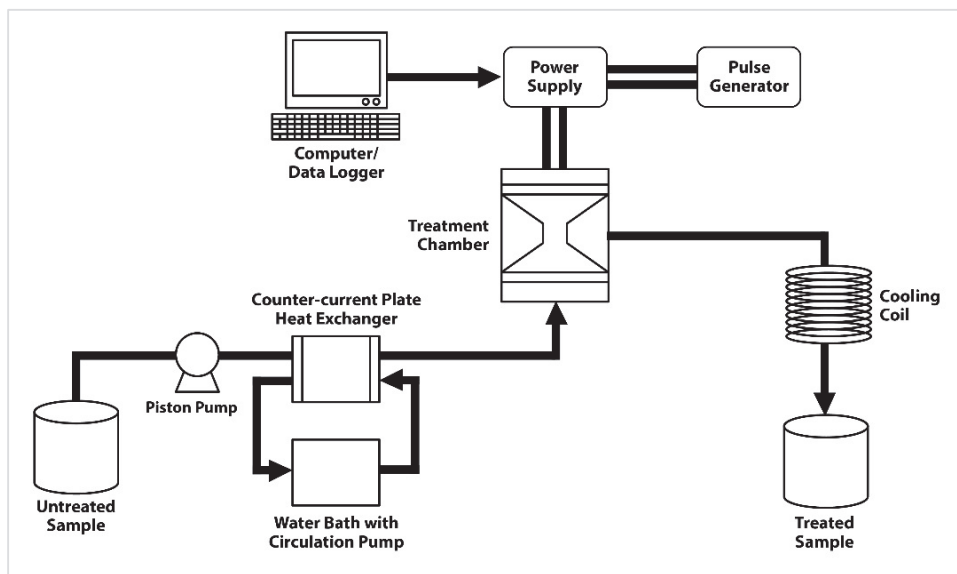 Power
Supply
Pulse
Generator
Computer/
Data Logger
Treatment
Chamber
Counter-current Plate
Heat Exchanger
Cooling
Coil
Piston Pump
Untreated
Sample
Water Bath with
Circulation Pump
Treated
Sample